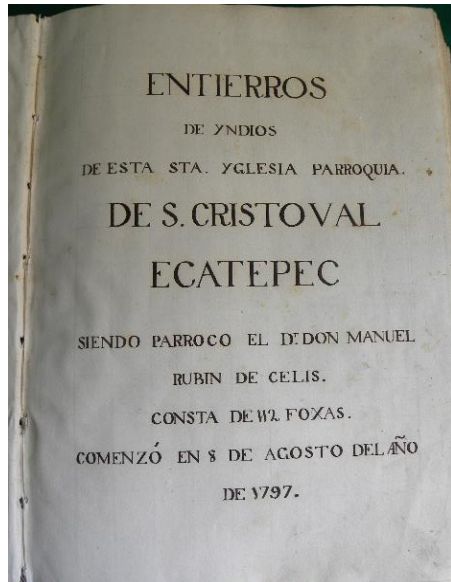 ENTIERROS
DE YNDIOS
DE ESTA STA. YGLESIA PARROQUIA.
DE S. CRISTOVAL
ECATEPEC
SIENDO PARROCO EL Dr. DON MANUEL
RUBIN DE CELIS.
CONSTA DE 112 FOXAS.
COMENZÓ EN 8 DE AGOSTO DEL AÑO
DE 1797.